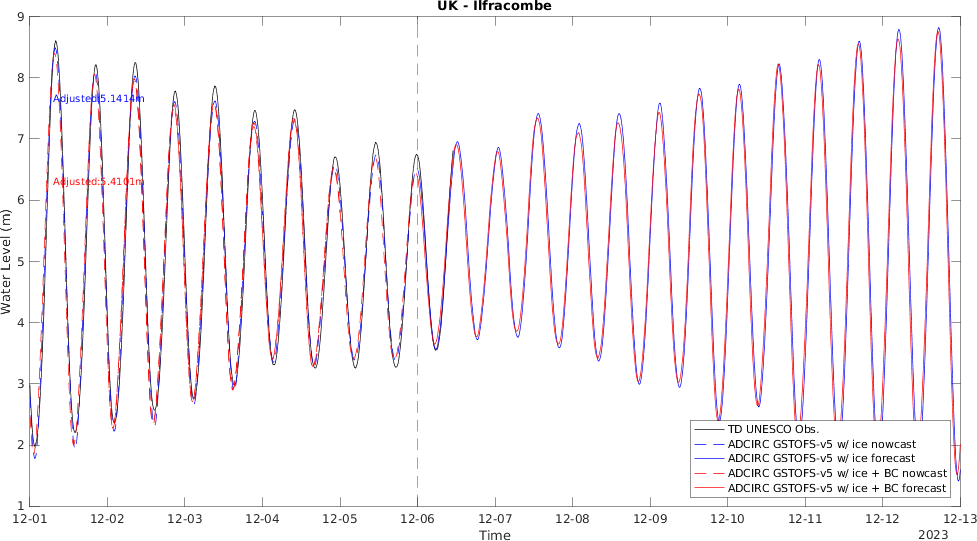 UK - Ilfracombe
9
8
7
6
5
4
3
2
1
Water Level (m)
Adjusted:5.1414m
Adjusted:5.4101m
TD UNESCO Obs.
ADCIRC GSTOFS-v5 w/ ice nowcast
ADCIRC GSTOFS-v5 w/ ice forecast
ADCIRC GSTOFS-v5 w/ ice + BC nowcast
ADCIRC GSTOFS-v5 w/ ice + BC forecast
12-01 12-02 12-03 12-04 12-05 12-06 12-07 12-08 12-09 12-10 12-11 12-12 12-13
Time
2023